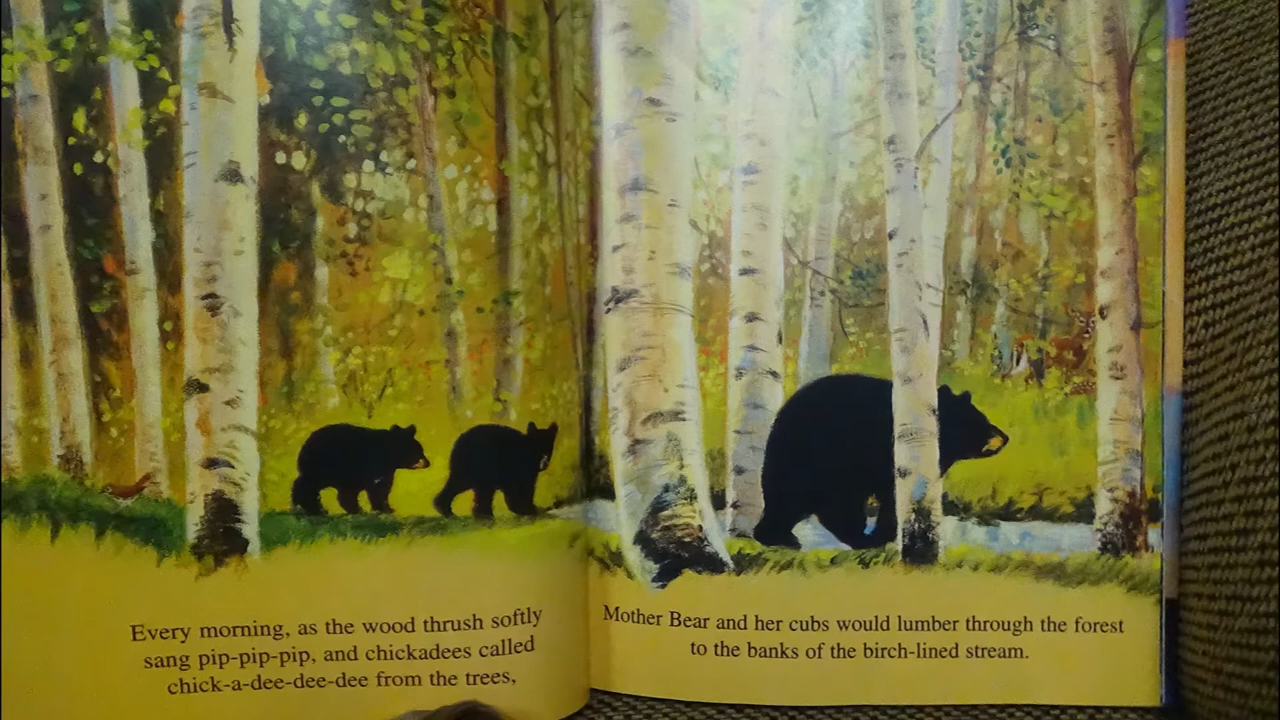 Every morning, as the wood thrush softly
sang pip-pip-pip, and chickadees called
chick-a-dee-dee-dee from the trees,
Mother Bear and her cubs would lumber through the forest
to the banks of the birch-lined stream.